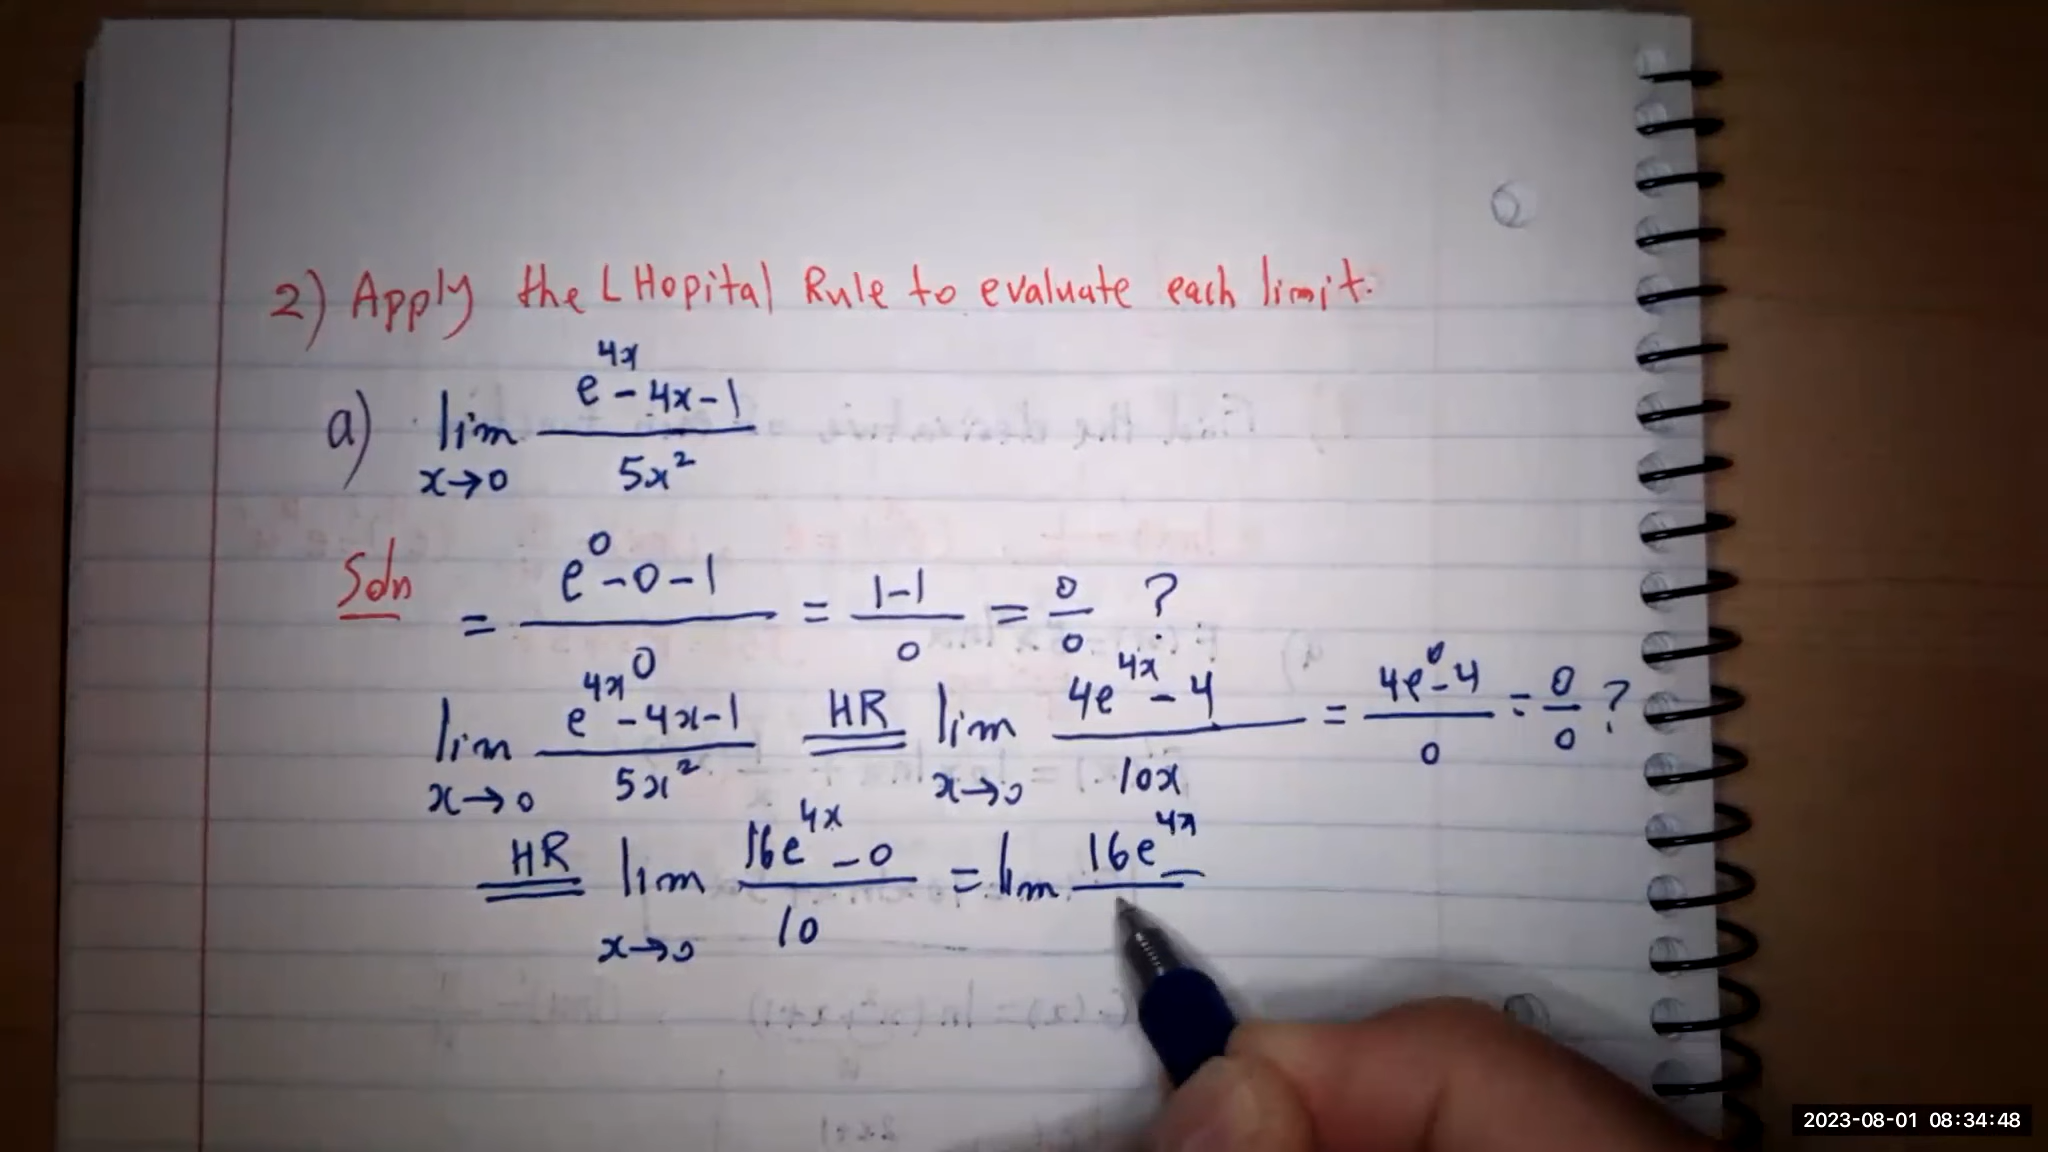 2) Apply the L Hopital Rule to evaluate each limit.
a) lim x→0 (e^4x - 4x - 1)/(5x²)
Soln = (e^0 - 0 - 1)/0 = (1-1)/0 = 0/0 ?
lim x→0 (e^4x - 4x - 1)/(5x²) HR lim x→0 (4e^4x - 4)/(10x) = (4e^0 - 4)/0 = 0/0 ?
HR lim x→0 (16e^4x - 0)/10 = lim 16e^4x
2023-08-01 08:34:48